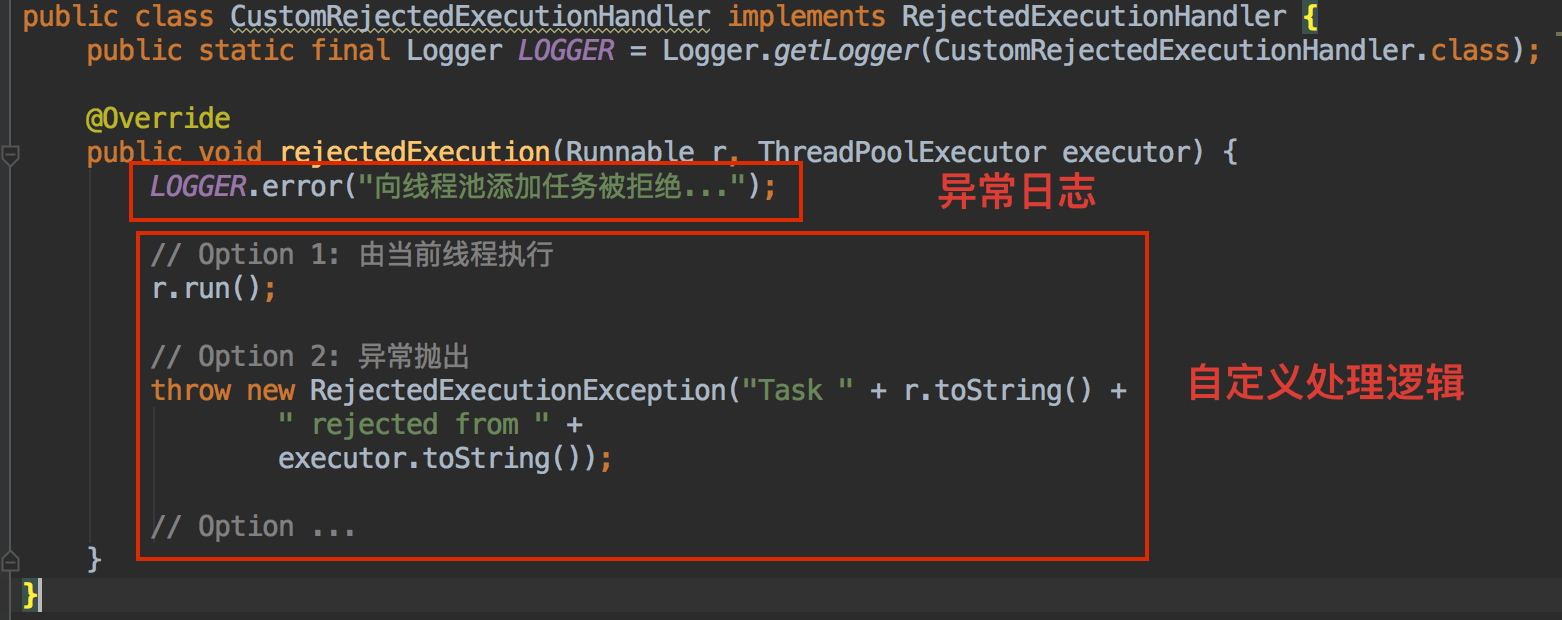 public class CustomRejectedExecutionHandler implements RejectedExecutionHandler {
public static final Logger LOGGER = Logger.getLogger(CustomRejectedExecutionHandler.class);
@Override
public void rejectedExecution(Runnable r, ThreadPoolExecutor executor) {
LOGGER.error("向线程池添加任务被拒绝...");
异常日志
// Option 1: 由当前线程执行
r.run();
// Option 2: 异常抛出
throw new RejectedExecutionException("Task " + r.toString() +
自定义处理逻辑
" rejected from " +
executor.toString());
// Option ...
}
}